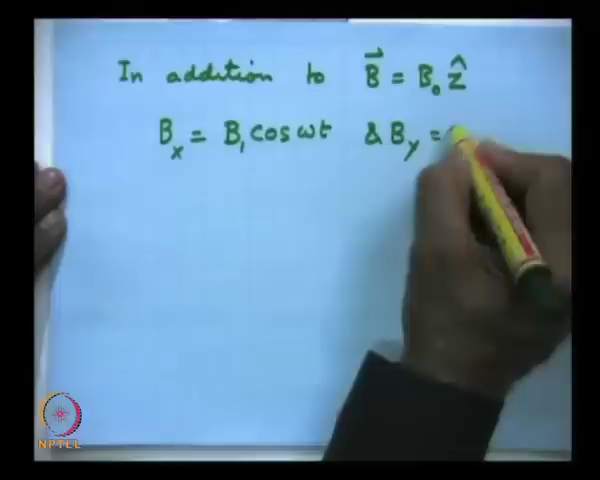 In addition to B⃗ = B₀ ẑ
Bₓ = B₁ cos ωt & B_y =
NPTEL